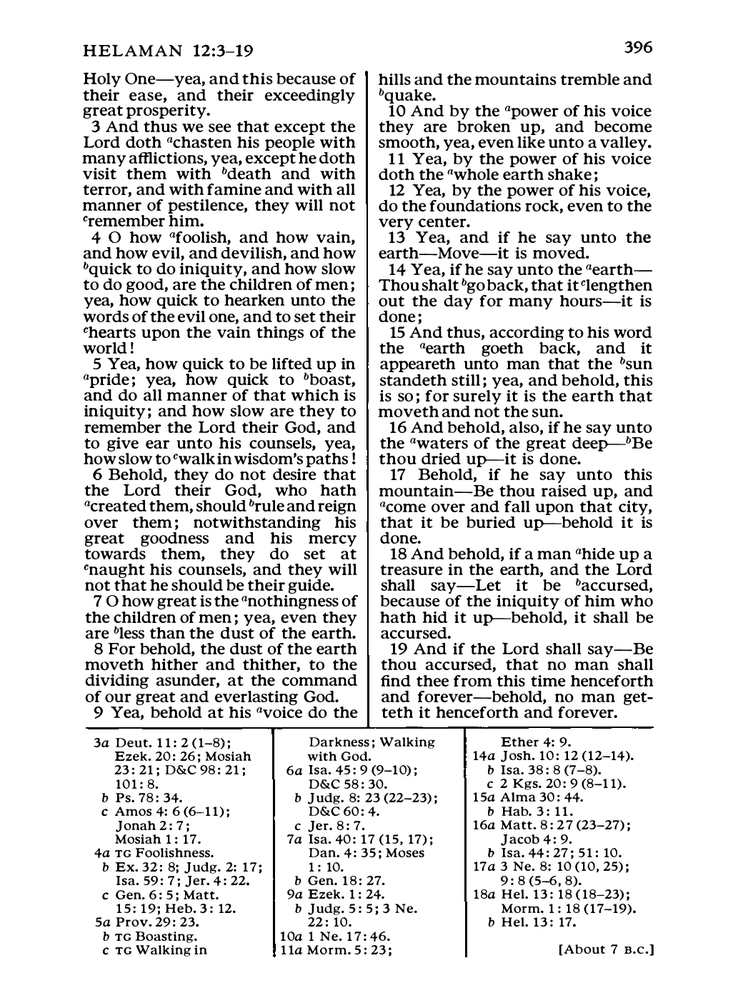 HELAMAN 12:3–19
396
Holy One—yea, and this because of
their ease, and their exceedingly
great prosperity.
3 And thus we see that except the
Lord doth ᵃchasten his people with
many afflictions, yea, except he doth
visit them with ᵇdeath and with
terror, and with famine and with all
manner of pestilence, they will not
ᶜremember him.
4 O how ᵃfoolish, and how vain,
and how evil, and devilish, and how
ᵇquick to do iniquity, and how slow
to do good, are the children of men;
yea, how quick to hearken unto the
words of the evil one, and to set their
ᶜhearts upon the vain things of the
world!
5 Yea, how quick to be lifted up in
ᵃpride; yea, how quick to ᵇboast,
and do all manner of that which is
iniquity; and how slow are they to
remember the Lord their God, and
to give ear unto his counsels, yea,
how slow to ᶜwalk in wisdom's paths!
6 Behold, they do not desire that
the Lord their God, who hath
ᵃcreated them, should ᵇrule and reign
over them; notwithstanding his
great goodness and his mercy
towards them, they do set at
ᶜnaught his counsels, and they will
not that he should be their guide.
7 O how great is the ᵃnothingness of
the children of men; yea, even they
are ᵇless than the dust of the earth.
8 For behold, the dust of the earth
moveth hither and thither, to the
dividing asunder, at the command
of our great and everlasting God.
9 Yea, behold at his ᵃvoice do the
hills and the mountains tremble and
ᵇquake.
10 And by the ᵃpower of his voice
they are broken up, and become
smooth, yea, even like unto a valley.
11 Yea, by the power of his voice
doth the ᵃwhole earth shake;
12 Yea, by the power of his voice,
do the foundations rock, even to the
very center.
13 Yea, and if he say unto the
earth—Move—it is moved.
14 Yea, if he say unto the ᵃearth—
Thou shalt ᵇgo back, that it ᶜlengthen
out the day for many hours—it is
done;
15 And thus, according to his word
the ᵃearth goeth back, and it
appeareth unto man that the ᵇsun
standeth still; yea, and behold, this
is so; for surely it is the earth that
moveth and not the sun.
16 And behold, also, if he say unto
the ᵃwaters of the great deep—ᵇBe
thou dried up—it is done.
17 Behold, if he say unto this
mountain—Be thou raised up, and
ᵃcome over and fall upon that city,
that it be buried up—behold it is
done.
18 And behold, if a man ᵃhide up a
treasure in the earth, and the Lord
shall say—Let it be ᵇaccursed,
because of the iniquity of him who
hath hid it up—behold, it shall be
accursed.
19 And if the Lord shall say—Be
thou accursed, that no man shall
find thee from this time henceforth
and forever—behold, no man get-
teth it henceforth and forever.
3a Deut. 11: 2 (1–8);
Ezek. 20: 26; Mosiah
23: 21; D&C 98: 21;
101: 8.
b Ps. 78: 34.
c Amos 4: 6 (6–11);
Jonah 2: 7;
Mosiah 1: 17.
4a TG Foolishness.
b Ex. 32: 8; Judg. 2: 17;
Isa. 59: 7; Jer. 4: 22.
c Gen. 6: 5; Matt.
15: 19; Heb. 3: 12.
5a Prov. 29: 23.
b TG Boasting.
c TG Walking in
Darkness; Walking
with God.
6a Isa. 45: 9 (9–10);
D&C 58: 30.
b Judg. 8: 23 (22–23);
D&C 60: 4.
c Jer. 8: 7.
7a Isa. 40: 17 (15, 17);
Dan. 4: 35; Moses
1: 10.
b Gen. 18: 27.
9a Ezek. 1: 24.
b Judg. 5: 5; 3 Ne.
22: 10.
10a 1 Ne. 17: 46.
11a Morm. 5: 23;
Ether 4: 9.
14a Josh. 10: 12 (12–14).
b Isa. 38: 8 (7–8).
c 2 Kgs. 20: 9 (8–11).
15a Alma 30: 44.
b Hab. 3: 11.
16a Matt. 8: 27 (23–27);
Jacob 4: 9.
b Isa. 44: 27; 51: 10.
17a 3 Ne. 8: 10 (10, 25);
9: 8 (5–6, 8).
18a Hel. 13: 18 (18–23);
Morm. 1: 18 (17–19).
b Hel. 13: 17.
[About 7 B.C.]